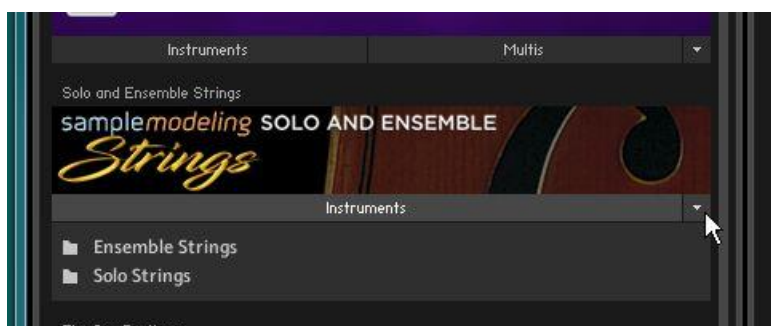 Instruments Multis
Solo and Ensemble Strings
samplemodeling SOLO AND ENSEMBLE
Strings
Instruments
Ensemble Strings
Solo Strings